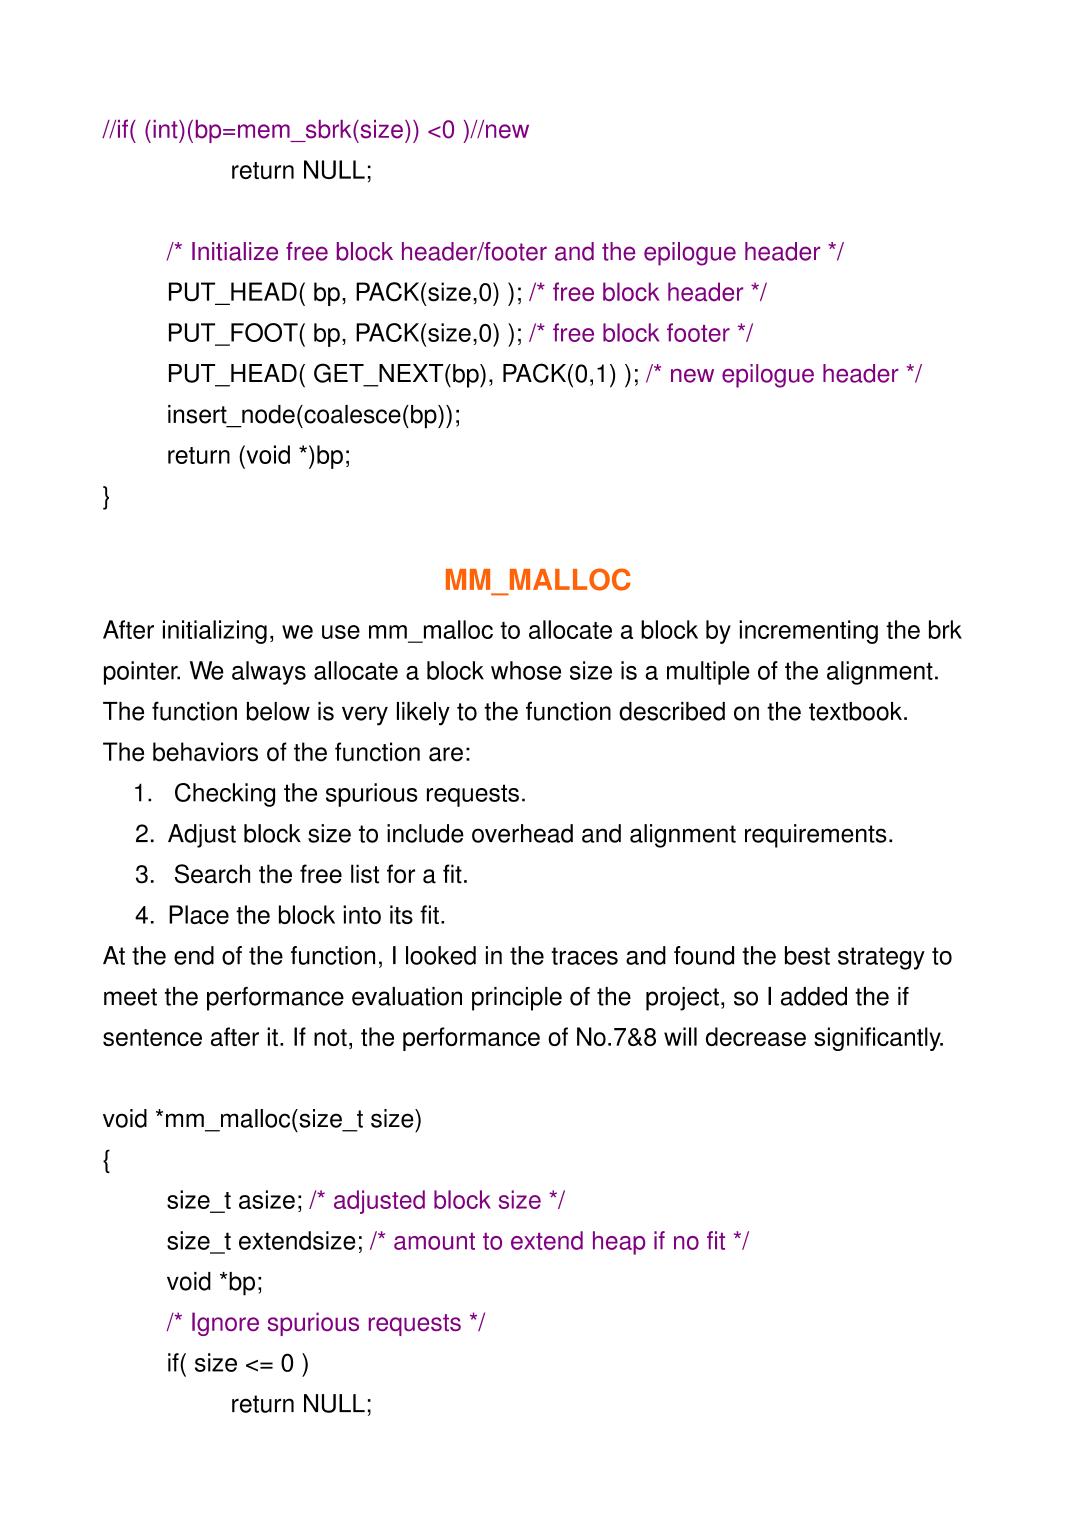 //if( (int)(bp=mem_sbrk(size)) <0 )//new
return NULL;
/* Initialize free block header/footer and the epilogue header */
PUT_HEAD( bp, PACK(size,0) ); /* free block header */
PUT_FOOT( bp, PACK(size,0) ); /* free block footer */
PUT_HEAD( GET_NEXT(bp), PACK(0,1) ); /* new epilogue header */
insert_node(coalesce(bp));
return (void *)bp;
}
MM_MALLOC
After initializing, we use mm_malloc to allocate a block by incrementing the brk
pointer. We always allocate a block whose size is a multiple of the alignment.
The function below is very likely to the function described on the textbook.
The behaviors of the function are:
1. Checking the spurious requests.
2. Adjust block size to include overhead and alignment requirements.
3. Search the free list for a fit.
4. Place the block into its fit.
At the end of the function, I looked in the traces and found the best strategy to
meet the performance evaluation principle of the  project, so I added the if
sentence after it. If not, the performance of No.7&8 will decrease significantly.
void *mm_malloc(size_t size)
{
size_t asize; /* adjusted block size */
size_t extendsize; /* amount to extend heap if no fit */
void *bp;
/* Ignore spurious requests */
if( size <= 0 )
return NULL;